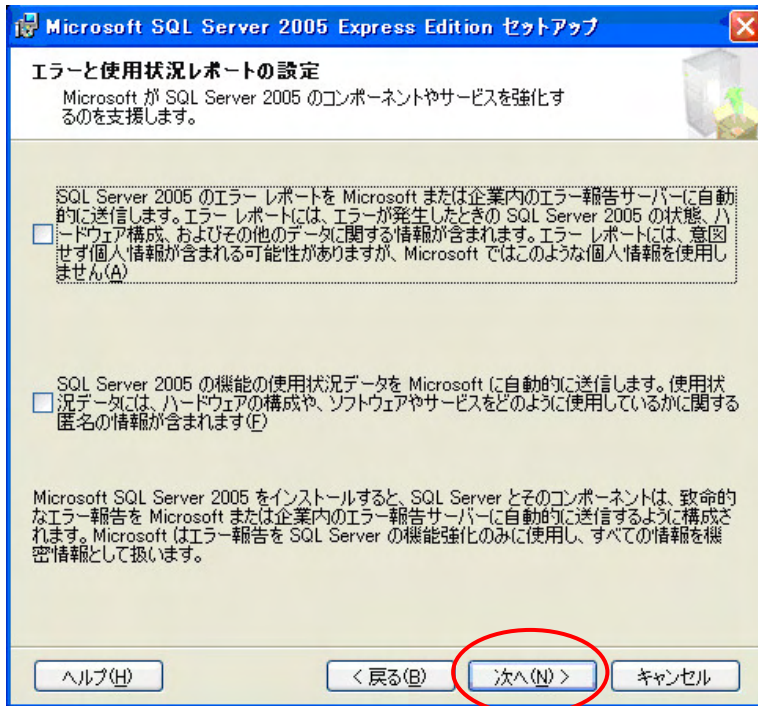 Microsoft SQL Server 2005 Express Edition セットアップ
エラーと使用状況レポートの設定
Microsoft が SQL Server 2005 のコンポーネントやサービスを強化す
るのを支援します。
SQL Server 2005 のエラー レポートを Microsoft または企業内のエラー報告サーバーに自動
的に送信します。エラー レポートには、エラーが発生したときの SQL Server 2005 の状態、ハ
ードウェア構成、およびその他のデータに関する情報が含まれます。エラー レポートには、意図
せず個人情報が含まれる可能性がありますが、Microsoft ではこのような個人情報を使用し
ません(A)
SQL Server 2005 の機能の使用状況データを Microsoft に自動的に送信します。使用状
況データには、ハードウェアの構成や、ソフトウェアやサービスをどのように使用しているかに関する
匿名の情報が含まれます(F)
Microsoft SQL Server 2005 をインストールすると、SQL Server とそのコンポーネントは、致命的
なエラー報告を Microsoft または企業内のエラー報告サーバーに自動的に送信するように構成さ
れます。Microsoft はエラー報告を SQL Server の機能強化のみに使用し、すべての情報を機
密情報として扱います。
ヘルプ(H)
< 戻る(B)
次へ(N) >
キャンセル